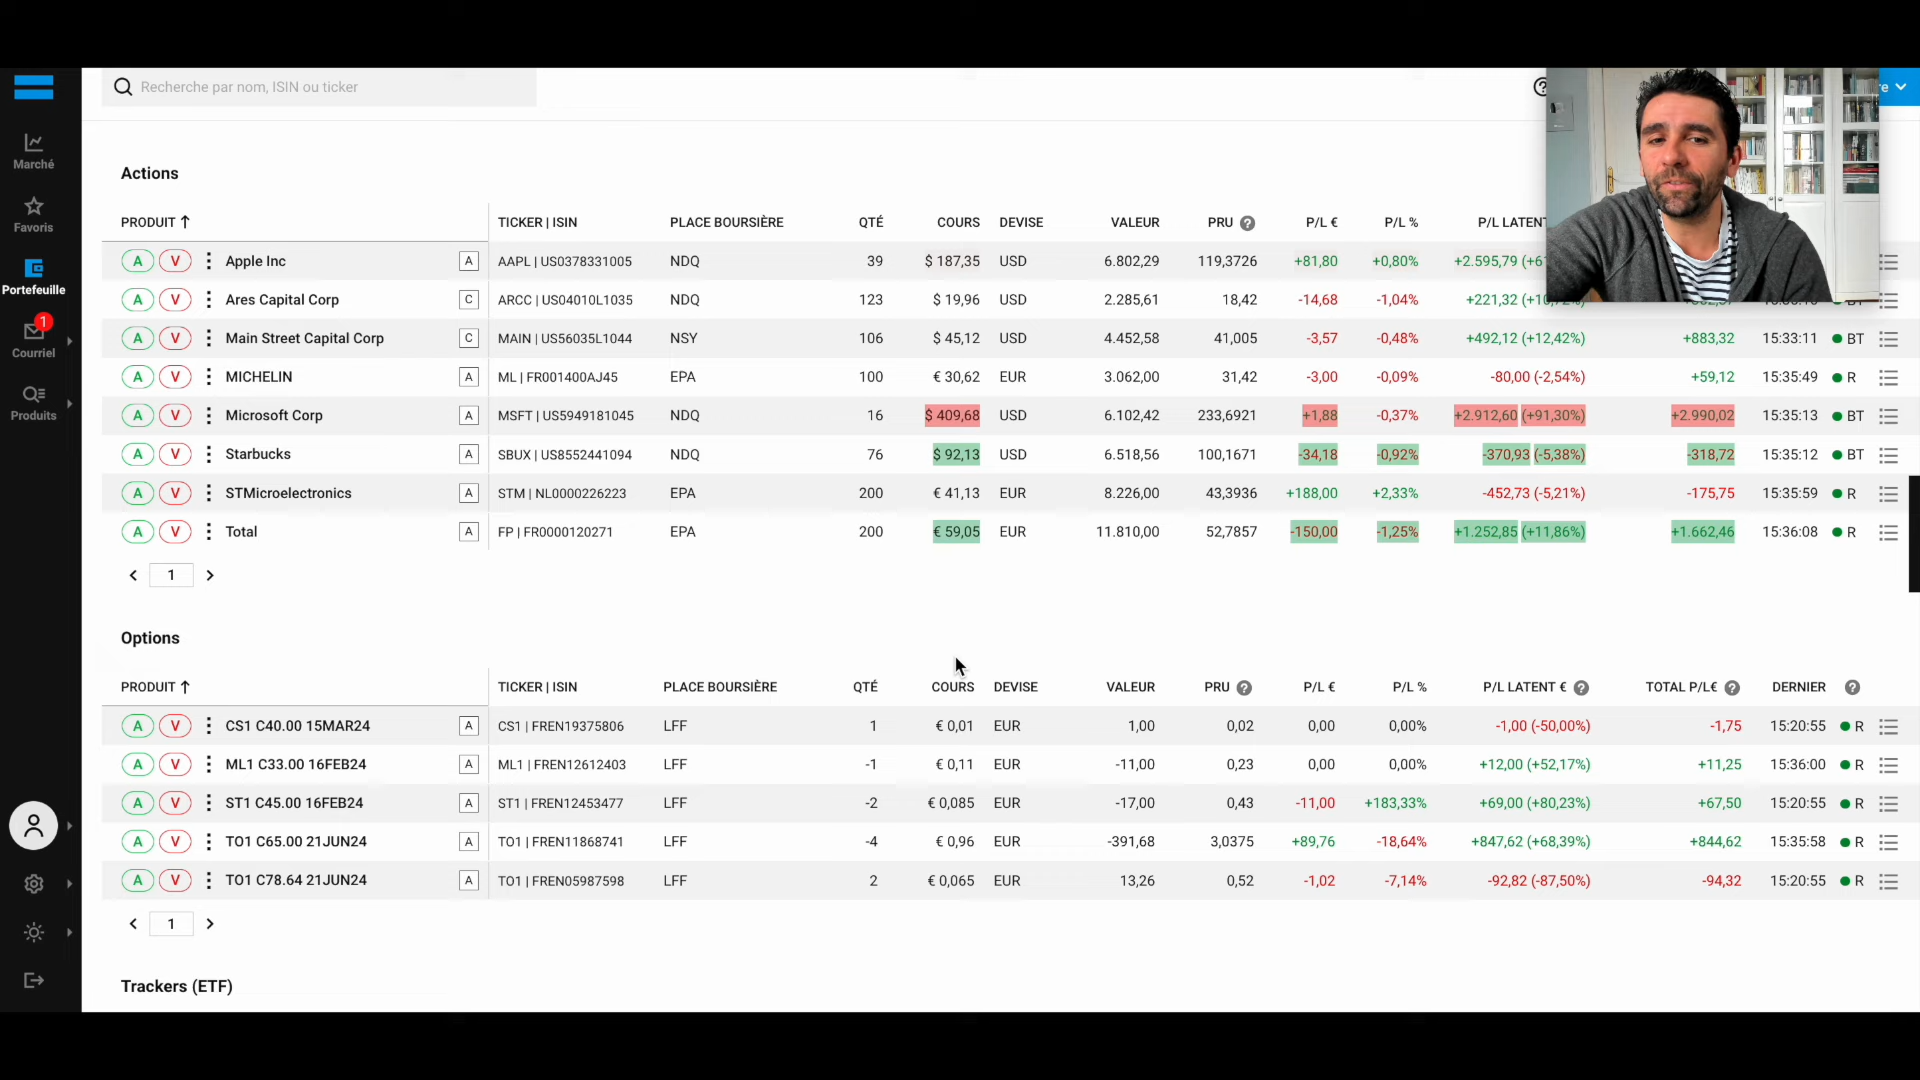 Recherche par nom, ISIN ou ticker
re
Marché
Favoris
Portefeuille
1
Courriel
Produits
Actions
PRODUIT ↑ TICKER | ISIN PLACE BOURSIÈRE QTÉ COURS DEVISE VALEUR PRU ? P/L € P/L % P/L LATENT
A V Apple Inc A AAPL | US0378331005 NDQ 39 $ 187,35 USD 6.802,29 119,3726 +81,80 +0,80%
A V Ares Capital Corp C ARCC | US04010L1035 NDQ 123 $ 19,96 USD 2.285,61 18,42 -14,68 -1,04% +221,32
A V Main Street Capital Corp C MAIN | US56035L1044 NSY 106 $ 45,12 USD 4.452,58 41,005 -3,57 -0,48% +492,12 (+12,42%) +883,32 15:33:11 BT
A V MICHELIN A ML | FR001400AJ45 EPA 100 € 30,62 EUR 3.062,00 31,42 -3,00 -0,09% -80,00 (-2,54%) +59,12 15:35:49 R
A V Microsoft Corp A MSFT | US5949181045 NDQ 16 $ 409,68 USD 6.102,42 233,6921 +1,88 -0,37% +2.912,60 (+91,30%) +2.990,02 15:35:13 BT
A V Starbucks A SBUX | US8552441094 NDQ 76 $ 92,13 USD 6.518,56 100,1671 -34,18 -0,92% -370,93 (-5,38%) -318,72 15:35:12 BT
A V STMicroelectronics A STM | NL0000226223 EPA 200 € 41,13 EUR 8.226,00 43,3936 +188,00 +2,33% -452,73 (-5,21%) -175,75 15:35:59 R
A V Total A FP | FR0000120271 EPA 200 € 59,05 EUR 11.810,00 52,7857 -150,00 -1,25% +1.252,85 (+11,86%) +1.662,46 15:36:08 R
< 1 >
Options
PRODUIT ↑ TICKER | ISIN PLACE BOURSIÈRE QTÉ COURS DEVISE VALEUR PRU ? P/L € P/L % P/L LATENT € ? TOTAL P/L€ ? DERNIER ?
A V CS1 C40.00 15MAR24 A CS1 | FREN19375806 LFF 1 € 0,01 EUR 1,00 0,02 0,00 0,00% -1,00 (-50,00%) -1,75 15:20:55 R
A V ML1 C33.00 16FEB24 A ML1 | FREN12612403 LFF -1 € 0,11 EUR -11,00 0,23 0,00 0,00% +12,00 (+52,17%) +11,25 15:36:00 R
A V ST1 C45.00 16FEB24 A ST1 | FREN12453477 LFF -2 € 0,085 EUR -17,00 0,43 -11,00 +183,33% +69,00 (+80,23%) +67,50 15:20:55 R
A V TO1 C65.00 21JUN24 A TO1 | FREN11868741 LFF -4 € 0,96 EUR -391,68 3,0375 +89,76 -18,64% +847,62 (+68,39%) +844,62 15:35:58 R
A V TO1 C78.64 21JUN24 A TO1 | FREN05987598 LFF 2 € 0,065 EUR 13,26 0,52 -1,02 -7,14% -92,82 (-87,50%) -94,32 15:20:55 R
< 1 >
Trackers (ETF)